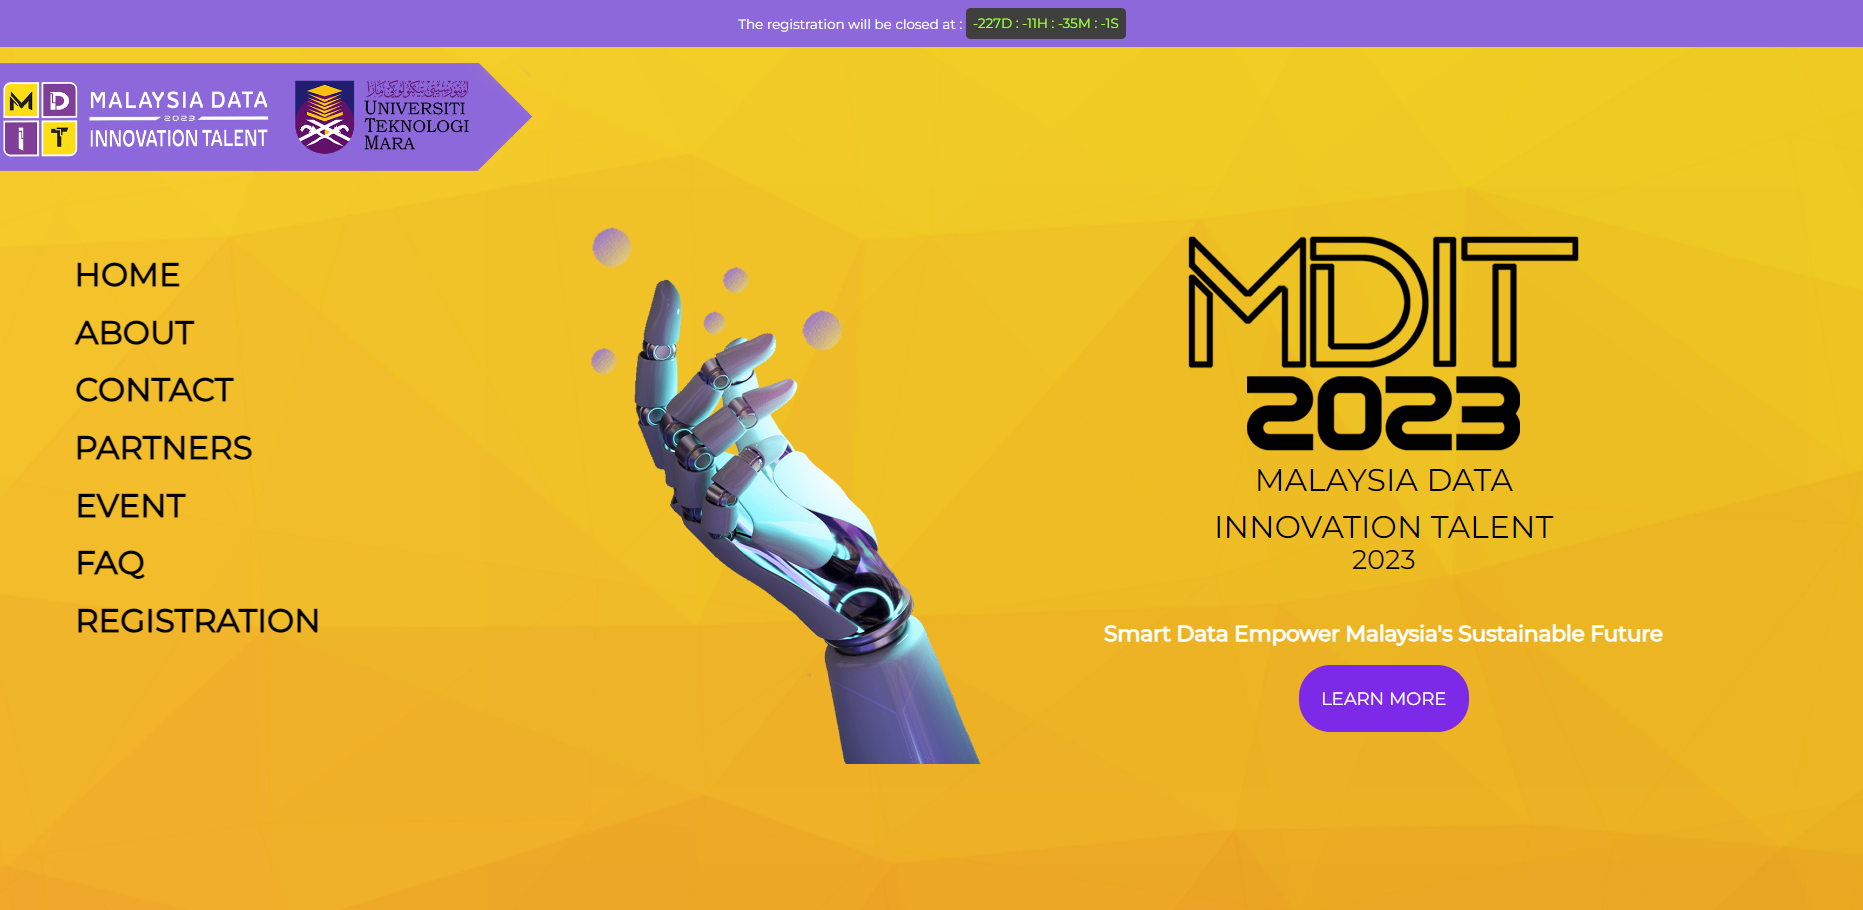 The registration will be closed at : -227D : -11H : -35M : -1S
M D
MALAYSIA DATA
2023
i T
INNOVATION TALENT
UNIVERSITI
TEKNOLOGI
MARA
HOME
ABOUT
CONTACT
PARTNERS
EVENT
FAQ
REGISTRATION
MDIT
2023
MALAYSIA DATA
INNOVATION TALENT
2023
Smart Data Empower Malaysia's Sustainable Future
LEARN MORE